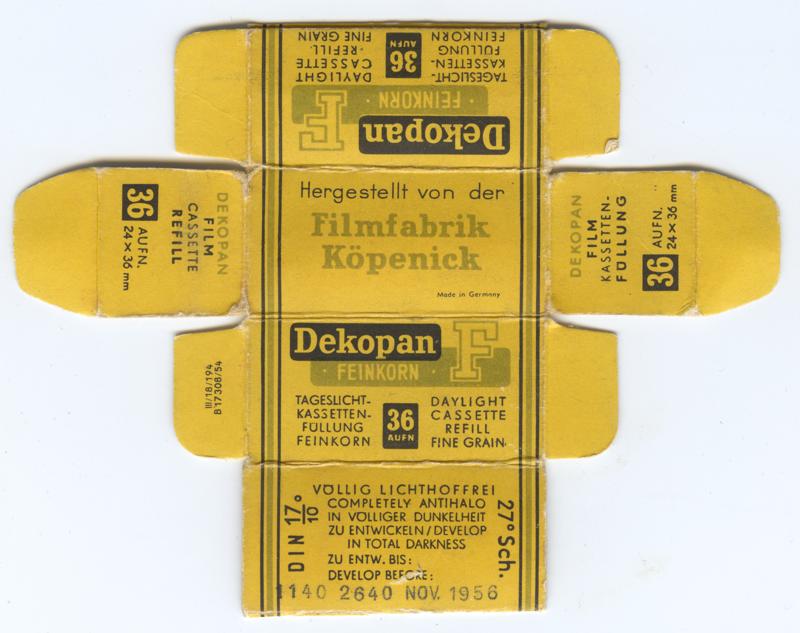 TAGESLICHT-
KASSETTEN-
FÜLLUNG
FEINKORN
36
AUFN
DAYLIGHT
CASSETTE
-REFILL-
FINE GRAIN
Dekopan F
· FEINKORN ·
Hergestellt von der
Filmfabrik
Köpenick
Made in Germany
DEKOPAN
FILM
CASSETTE
REFILL
36 AUFN.
24 × 36 mm
DEKOPAN
FILM
KASSETTEN-
FÜLLUNG
36 AUFN.
24 × 36 mm
Dekopan F
· FEINKORN ·
TAGESLICHT-
KASSETTEN-
FÜLLUNG
FEINKORN
36
AUFN
DAYLIGHT
CASSETTE
REFILL
FINE GRAIN
III/18/194
B17308/54
VÖLLIG LICHTHOFFREI
COMPLETELY ANTIHALO
IN VÖLLIGER DUNKELHEIT
ZU ENTWICKELN/DEVELOP
IN TOTAL DARKNESS
ZU ENTW. BIS:
DEVELOP BEFORE:
DIN 17/10°
27° Sch.
1140 2640 NOV. 1956